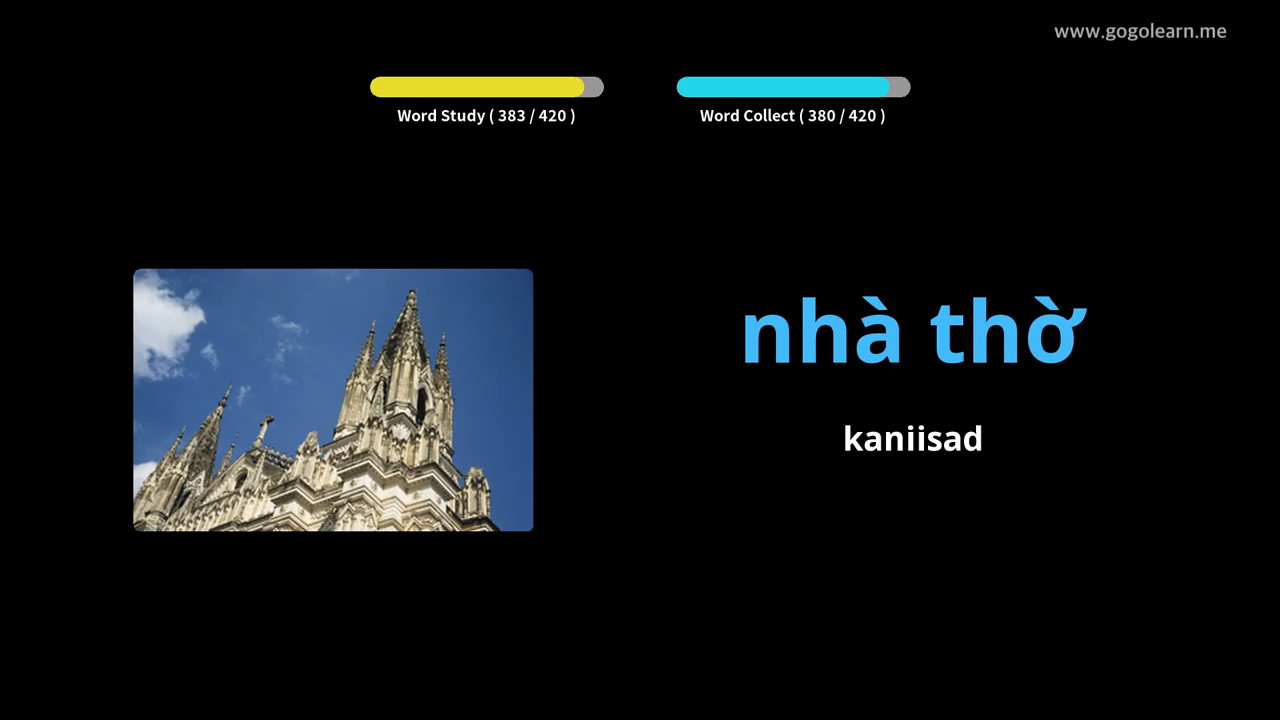 www.gogolearn.me
Word Study ( 383 / 420 )
Word Collect ( 380 / 420 )
nhà thờ
kaniisad